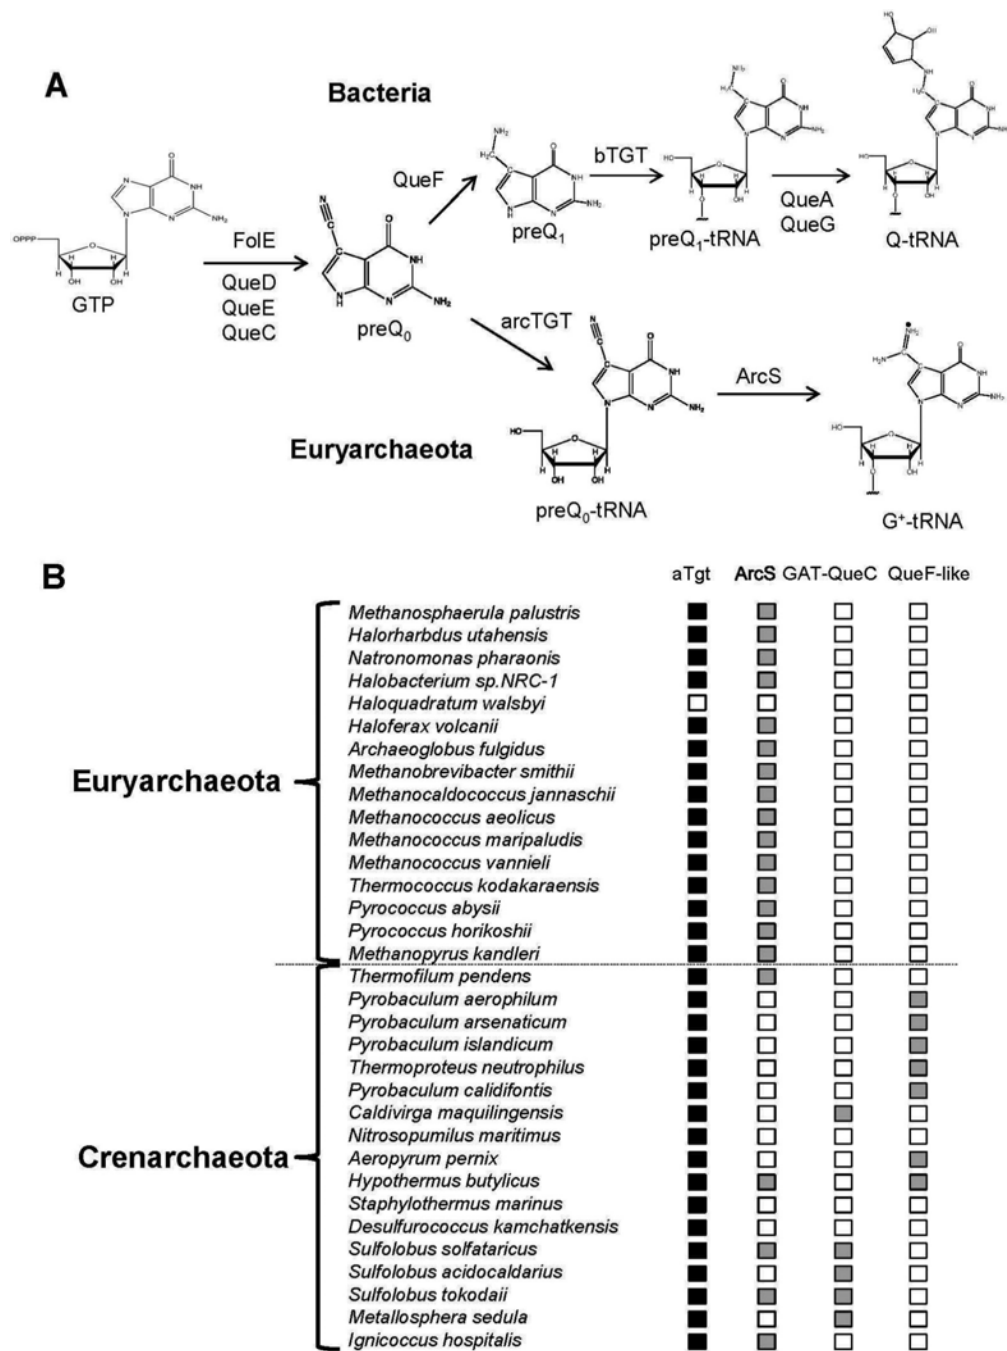 A
Bacteria
GTP
FolE
QueD
QueE
QueC
preQ0
QueF
preQ1
bTGT
preQ1-tRNA
QueA
QueG
Q-tRNA
arcTGT
Euryarchaeota
preQ0-tRNA
ArcS
G+-tRNA
B
aTgt ArcS GAT-QueC QueF-like
Euryarchaeota
Methanosphaerula palustris
Halorharbdus utahensis
Natronomonas pharaonis
Halobacterium sp.NRC-1
Haloquadratum walsbyi
Haloferax volcanii
Archaeoglobus fulgidus
Methanobrevibacter smithii
Methanocaldococcus jannaschii
Methanococcus aeolicus
Methanococcus maripaludis
Methanococcus vannieli
Thermococcus kodakaraensis
Pyrococcus abysii
Pyrococcus horikoshii
Methanopyrus kandleri
Crenarchaeota
Thermofilum pendens
Pyrobaculum aerophilum
Pyrobaculum arsenaticum
Pyrobaculum islandicum
Thermoproteus neutrophilus
Pyrobaculum calidifontis
Caldivirga maquilingensis
Nitrosopumilus maritimus
Aeropyrum pernix
Hypothermus butylicus
Staphylothermus marinus
Desulfurococcus kamchatkensis
Sulfolobus solfataricus
Sulfolobus acidocaldarius
Sulfolobus tokodaii
Metallosphera sedula
Ignicoccus hospitalis